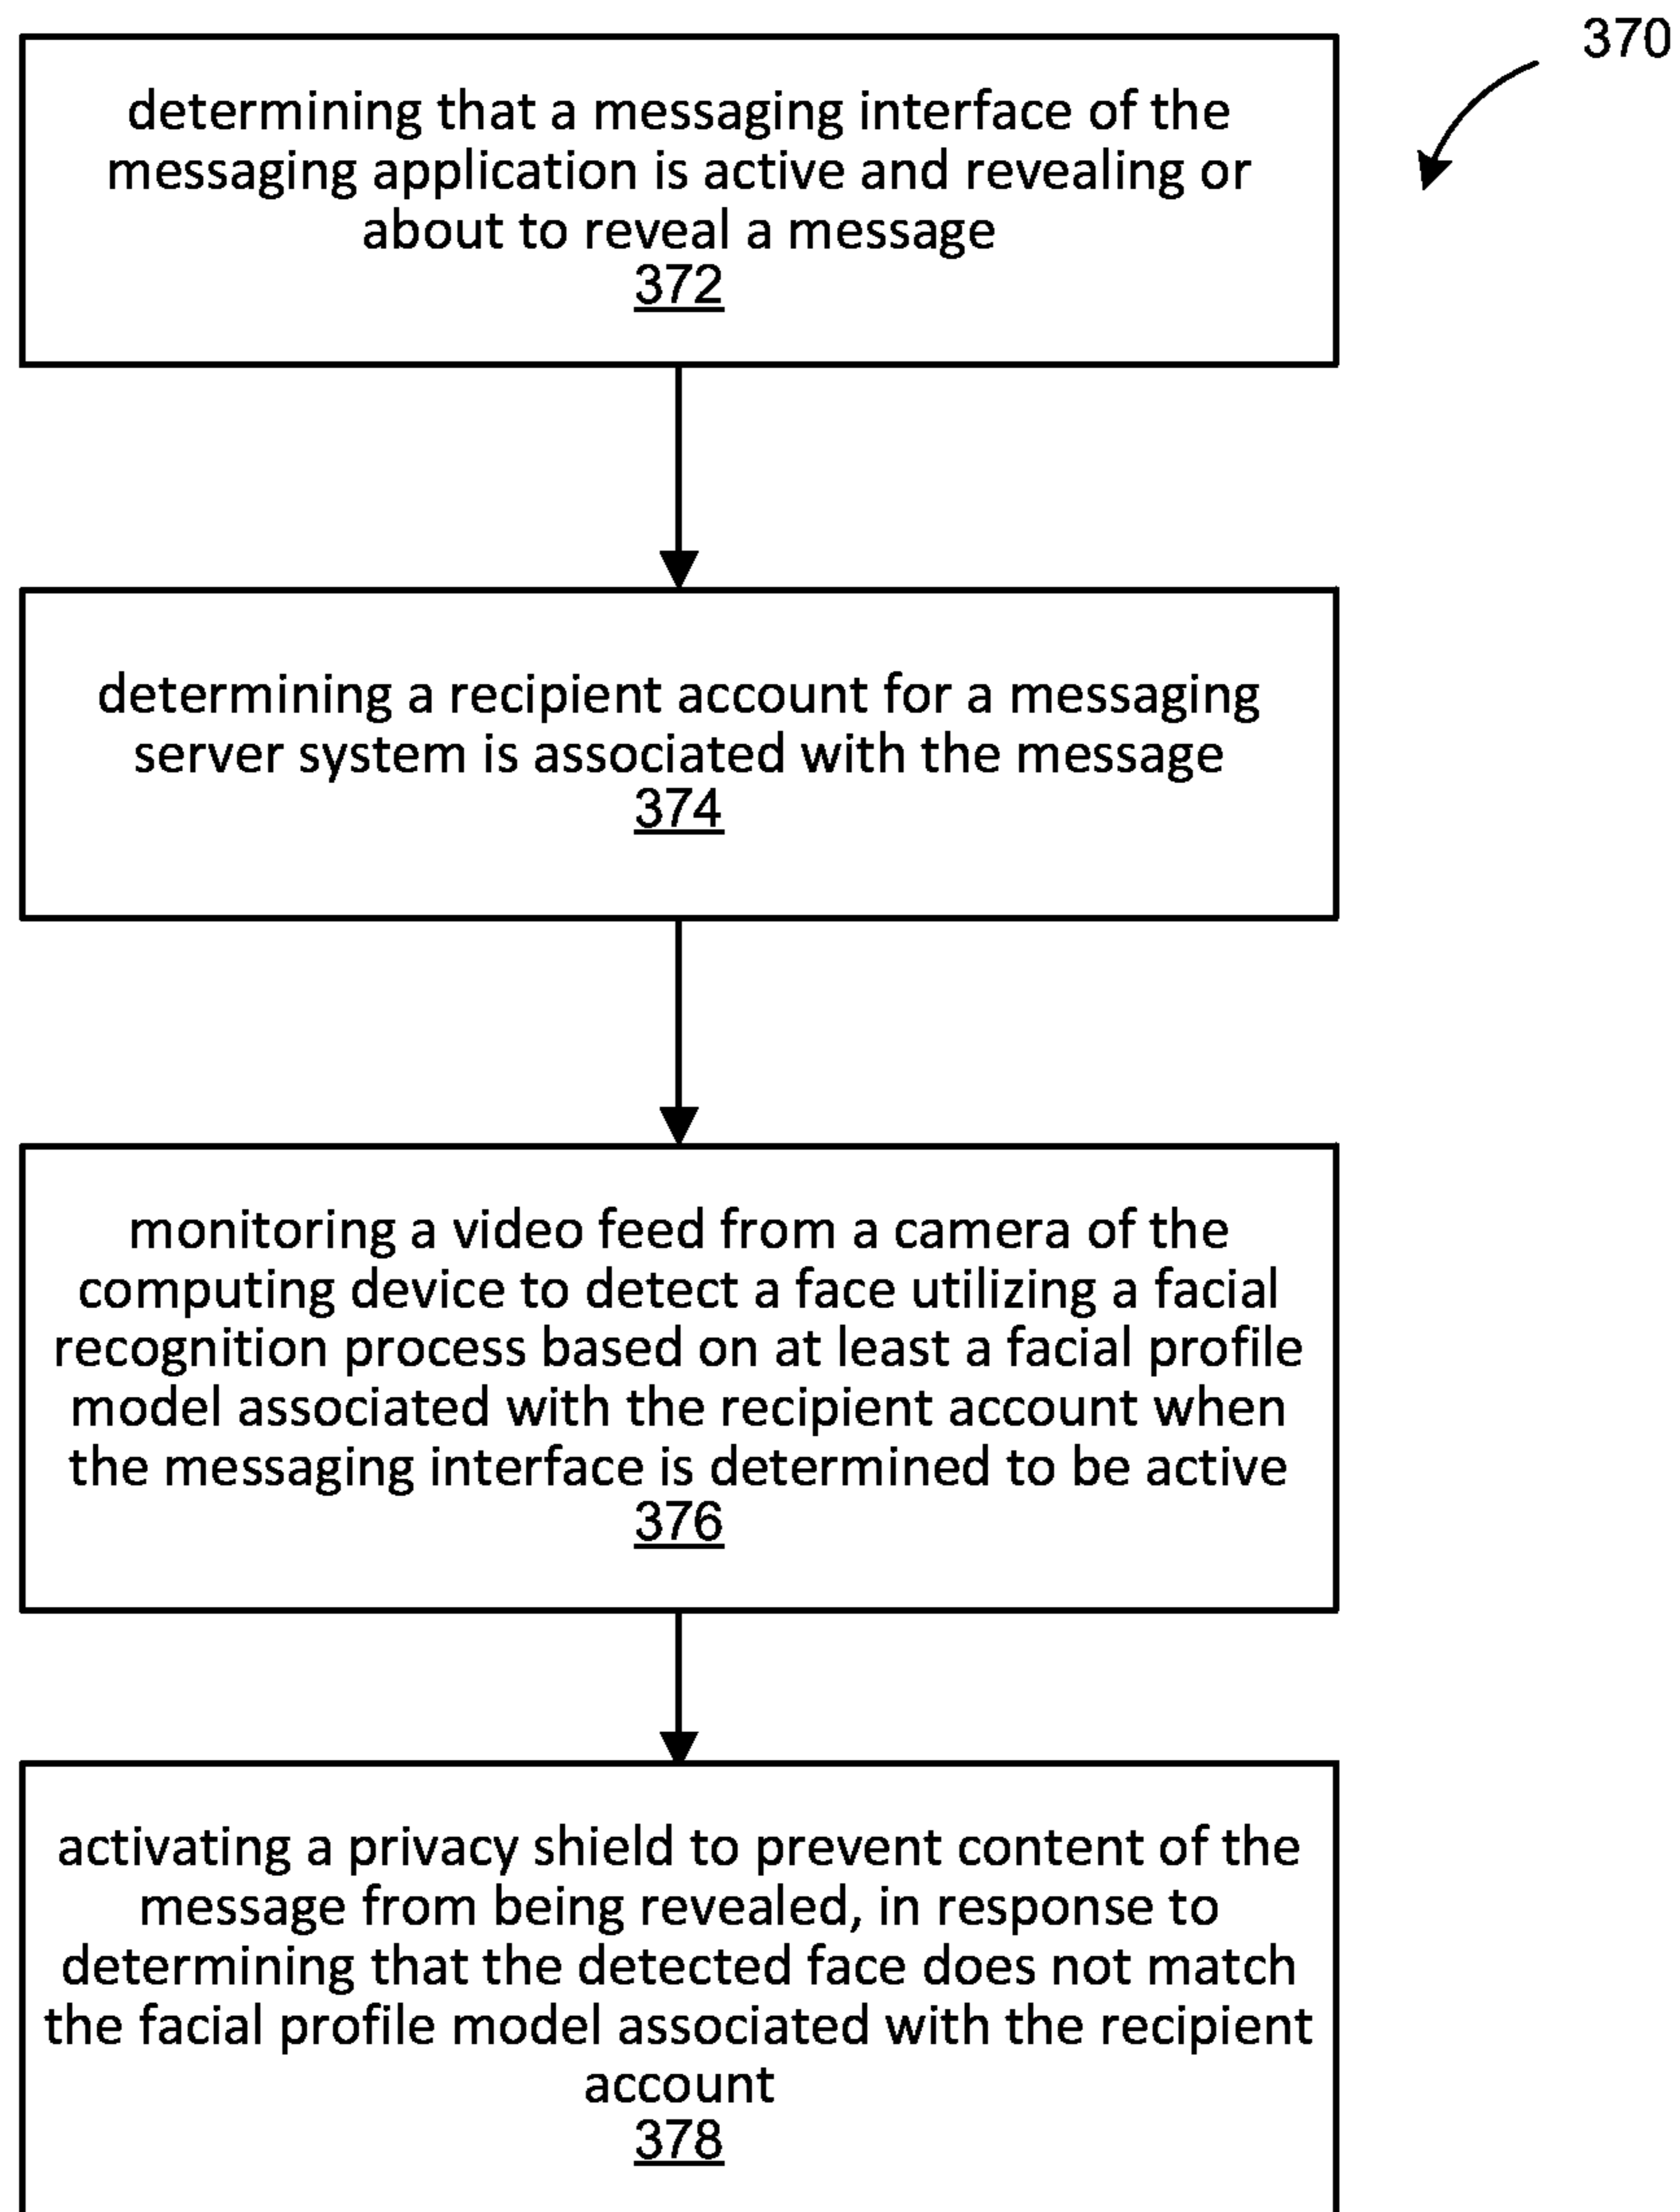 370
determining that a messaging interface of the
messaging application is active and revealing or
about to reveal a message
372
determining a recipient account for a messaging
server system is associated with the message
374
monitoring a video feed from a camera of the
computing device to detect a face utilizing a facial
recognition process based on at least a facial profile
model associated with the recipient account when
the messaging interface is determined to be active
376
activating a privacy shield to prevent content of the
message from being revealed, in response to
determining that the detected face does not match
the facial profile model associated with the recipient
account
378